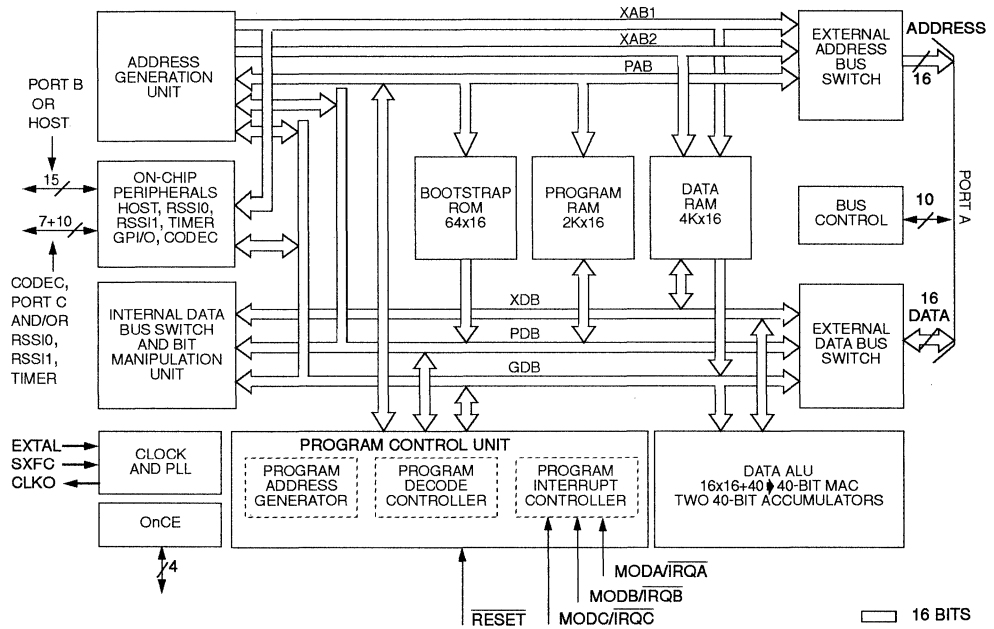 XAB1
XAB2
PAB
ADDRESS
GENERATION
UNIT
EXTERNAL
ADDRESS
BUS
SWITCH
ADDRESS
16
PORT B
OR
HOST
15
7+10
ON-CHIP
PERIPHERALS
HOST, RSSI0,
RSSI1, TIMER
GPI/O, CODEC
BOOTSTRAP
ROM
64x16
PROGRAM
RAM
2Kx16
DATA
RAM
4Kx16
BUS
CONTROL
10
PORT A
CODEC,
PORT C
AND/OR
RSSI0,
RSSI1,
TIMER
INTERNAL DATA
BUS SWITCH
AND BIT
MANIPULATION
UNIT
XDB
PDB
GDB
EXTERNAL
DATA BUS
SWITCH
16
DATA
EXTAL
SXFC
CLKO
CLOCK
AND PLL
PROGRAM CONTROL UNIT
PROGRAM
ADDRESS
GENERATOR
PROGRAM
DECODE
CONTROLLER
PROGRAM
INTERRUPT
CONTROLLER
DATA ALU
16x16+40 40-BIT MAC
TWO 40-BIT ACCUMULATORS
OnCE
4
MODA/IRQA
MODB/IRQB
MODC/IRQC
RESET
16 BITS